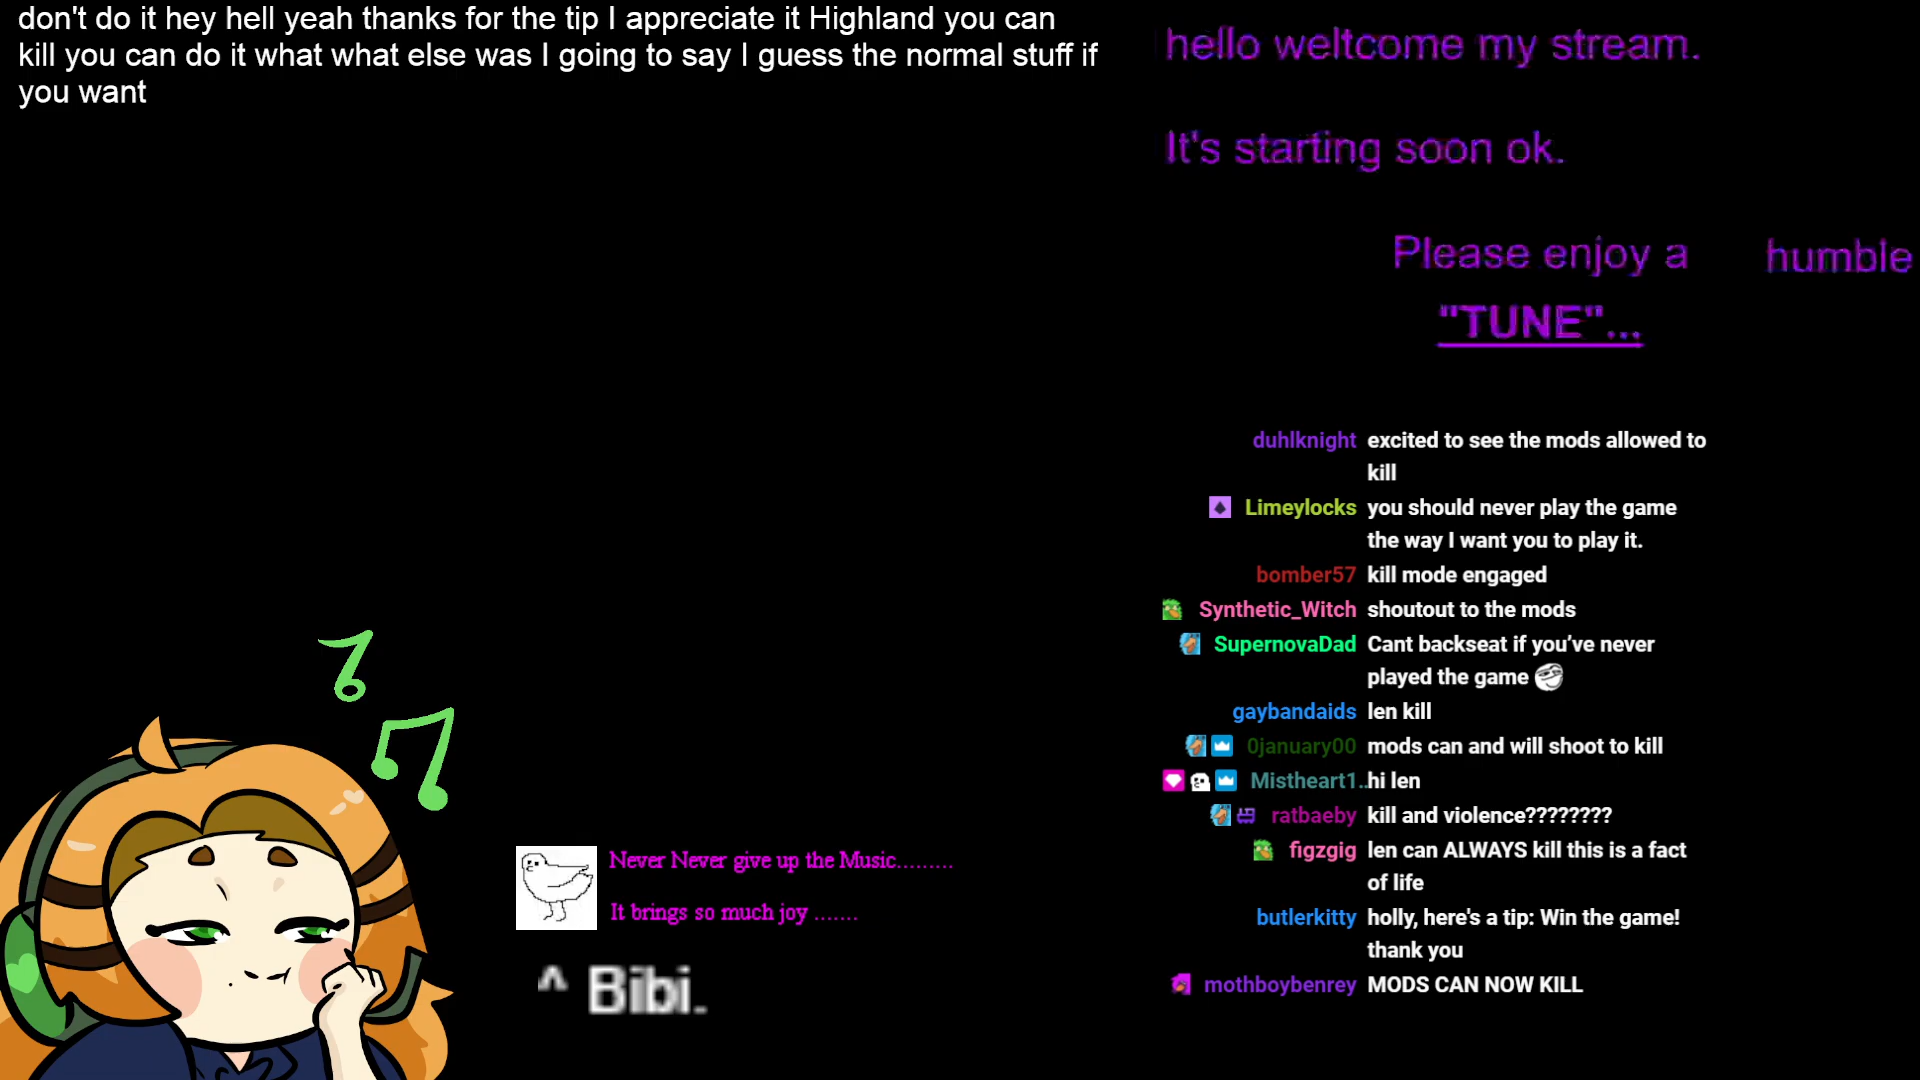 don't do it hey hell yeah thanks for the tip I appreciate it Highland you can
kill you can do it what what else was I going to say I guess the normal stuff if
you want
hello weltcome my stream.
It's starting soon ok.
Please enjoy a humble
"TUNE"...
duhlknight excited to see the mods allowed to
kill
Limeylocks you should never play the game
the way I want you to play it.
bomber57 kill mode engaged
Synthetic_Witch shoutout to the mods
SupernovaDad Cant backseat if you’ve never
played the game
gaybandaids len kill
0january00 mods can and will shoot to kill
Mistheart1.. hi len
ratbaeby kill and violence????????
figzgig len can ALWAYS kill this is a fact
of life
butlerkitty holly, here's a tip: Win the game!
thank you
mothboybenrey MODS CAN NOW KILL
Never Never give up the Music.........
It brings so much joy .......
^ Bibi.